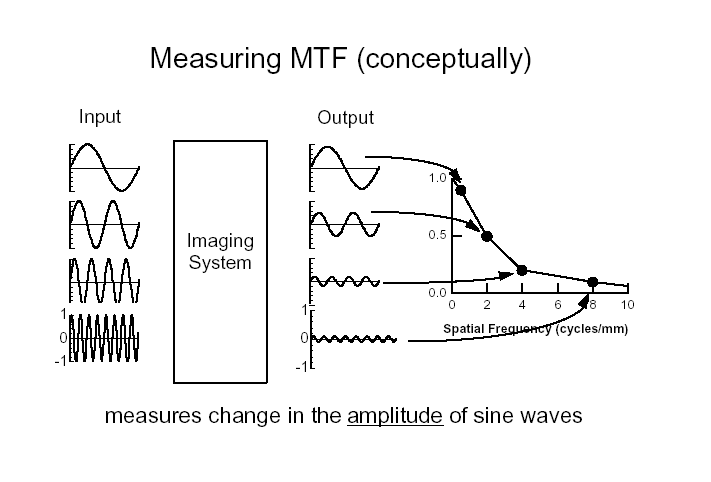 Measuring MTF (conceptually)
Input
Output
Imaging
System
1
0
-1
1
0
-1
1.0
0.5
0.0
0 2 4 6 8 10
Spatial Frequency (cycles/mm)
measures change in the amplitude of sine waves